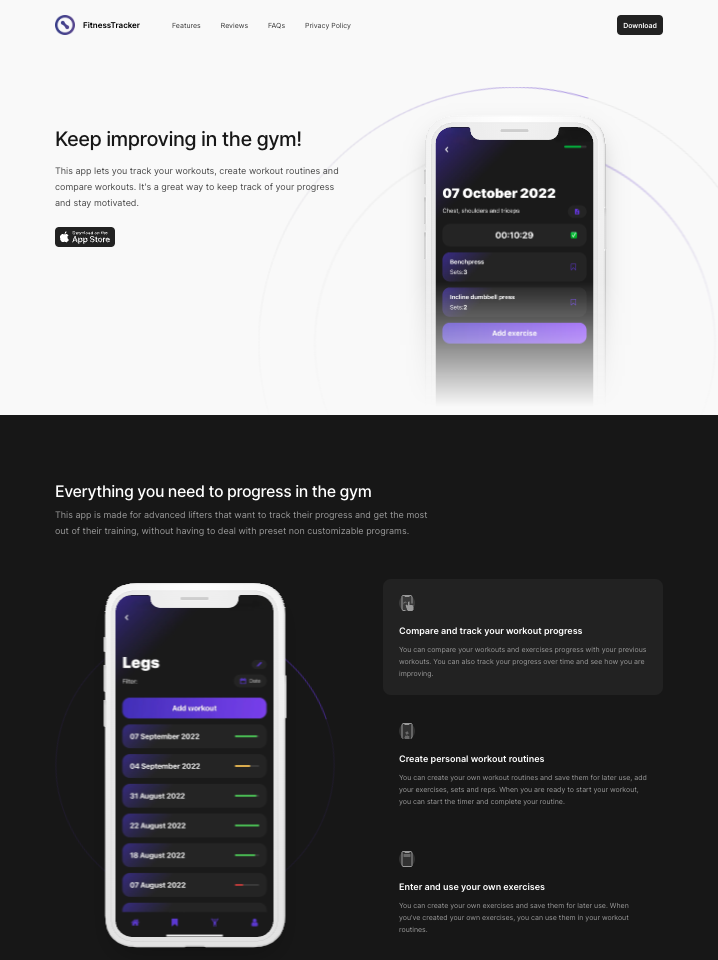 FitnessTracker
Features
Reviews
FAQs
Privacy Policy
Download
Keep improving in the gym!
This app lets you track your workouts, create workout routines and
compare workouts. It's a great way to keep track of your progress
and stay motivated.
Download on the
App Store
07 October 2022
Chest, shoulders and triceps
00:10:29
Benchpress
Sets:3
Incline dumbbell press
Sets:2
Add exercise
Everything you need to progress in the gym
This app is made for advanced lifters that want to track their progress and get the most
out of their training, without having to deal with preset non customizable programs.
Legs
Filter:
Date
Add workout
07 September 2022
04 September 2022
31 August 2022
22 August 2022
18 August 2022
07 August 2022
Compare and track your workout progress
You can compare your workouts and exercises progress with your previous
workouts. You can also track your progress over time and see how you are
improving.
Create personal workout routines
You can create your own workout routines and save them for later use, add
your exercises, sets and reps. When you are ready to start your workout,
you can start the timer and complete your routine.
Enter and use your own exercises
You can create your own exercises and save them for later use. When
you've created your own exercises, you can use them in your workout
routines.